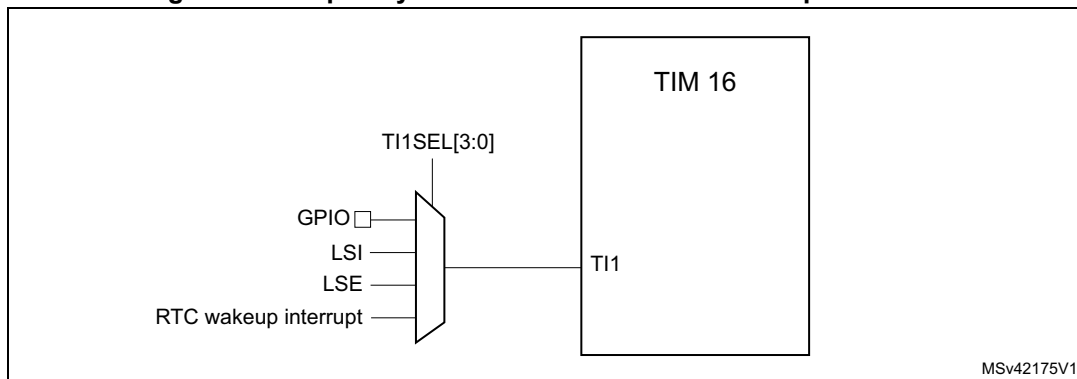 TIM 16
TI1SEL[3:0]
GPIO
LSI
TI1
LSE
RTC wakeup interrupt
MSv42175V1